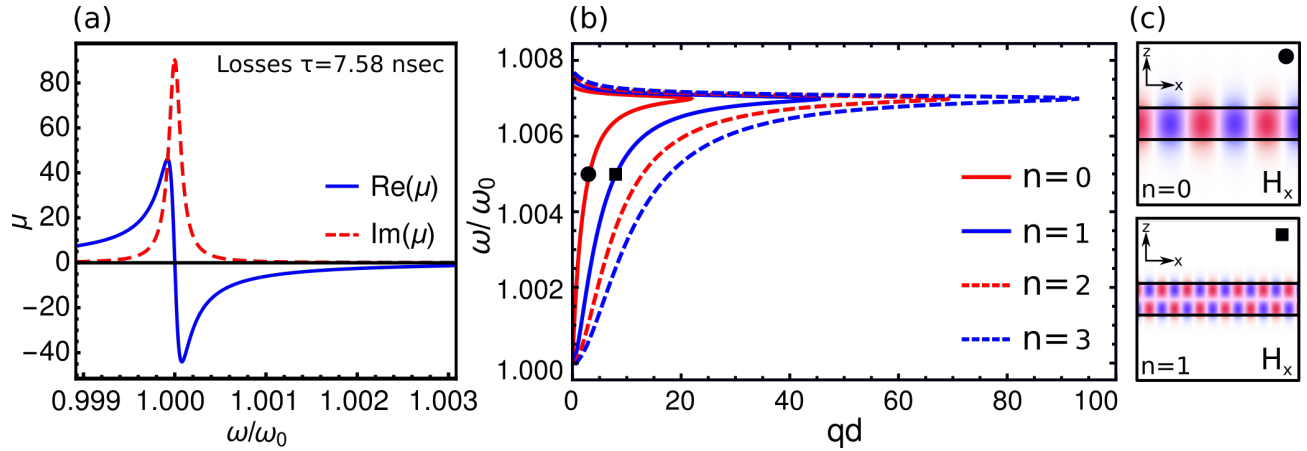 (a)
Losses τ=7.58 nsec
80
60
40
20
0
−20
−40
μ
Re(μ)
Im(μ)
0.999 1.000 1.001 1.002 1.003
ω/ω₀
(b)
1.008
1.006
1.004
1.002
1.000
ω/ω₀
n=0
n=1
n=2
n=3
0 20 40 60 80 100
qd
(c)
z
x
n=0 Hₓ
z
x
n=1 Hₓ